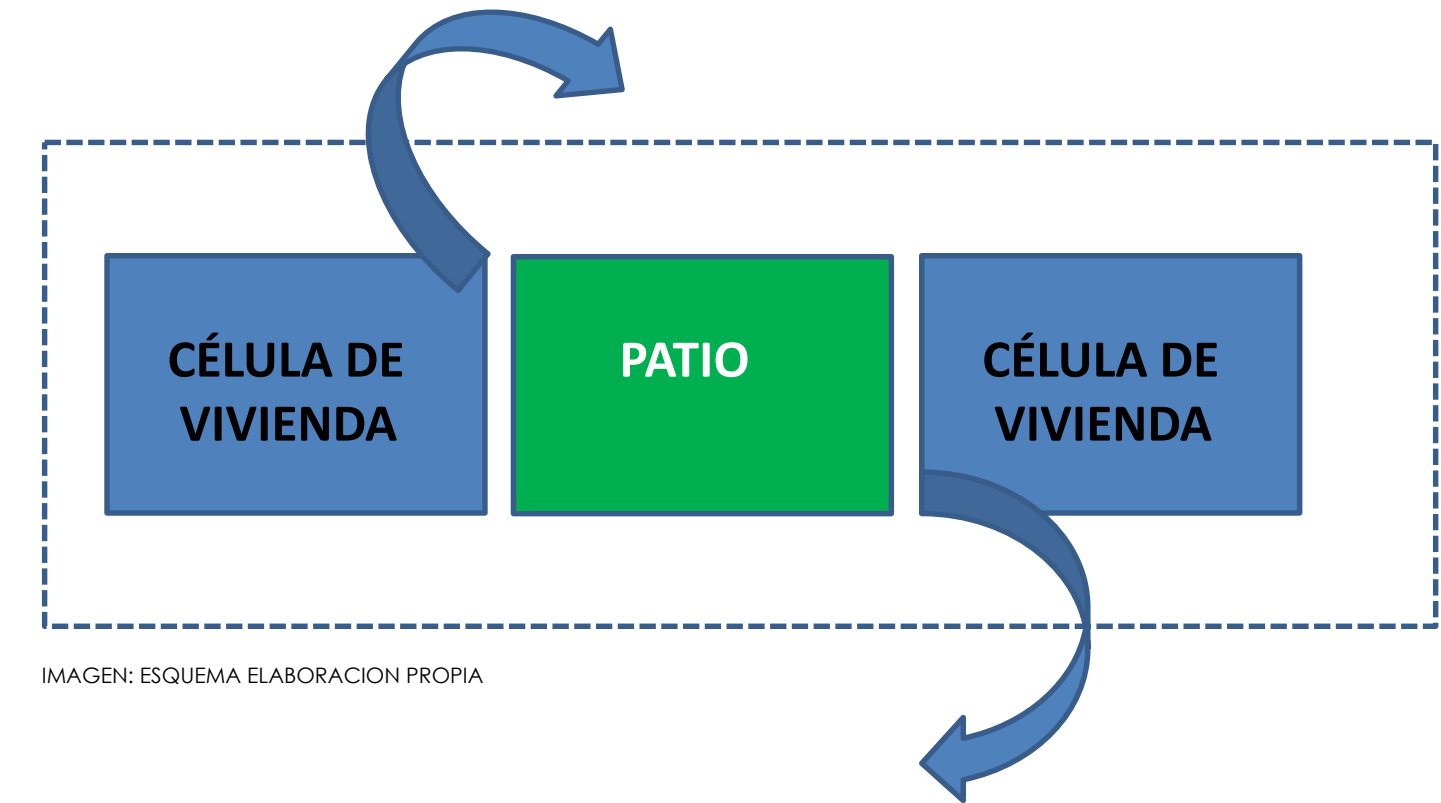 CÉLULA DE
VIVIENDA
PATIO
CÉLULA DE
VIVIENDA
IMAGEN: ESQUEMA ELABORACION PROPIA